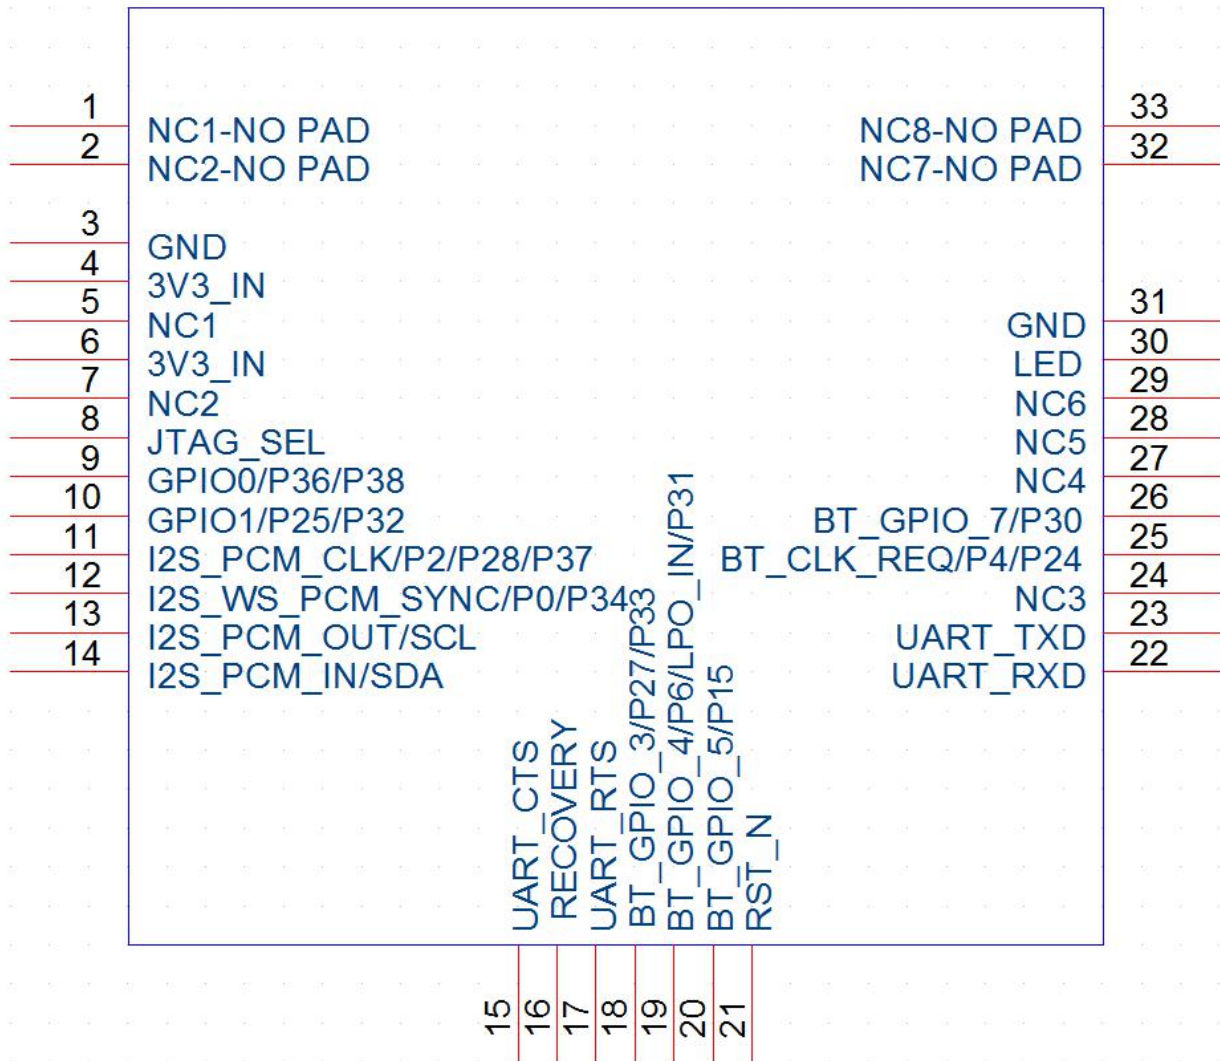 1
NC1-NO PAD
2
NC2-NO PAD
3
GND
4
3V3_IN
5
NC1
6
3V3_IN
7
NC2
8
JTAG_SEL
9
GPIO0/P36/P38
10
GPIO1/P25/P32
11
I2S_PCM_CLK/P2/P28/P37
12
I2S_WS_PCM_SYNC/P0/P34
13
I2S_PCM_OUT/SCL
14
I2S_PCM_IN/SDA
33
NC8-NO PAD
32
NC7-NO PAD
31
GND
30
LED
29
NC6
28
NC5
27
NC4
26
BT_GPIO_7/P30
25
BT_CLK_REQ/P4/P24
24
NC3
23
UART_TXD
22
UART_RXD
UART_CTS
15
RECOVERY
16
UART_RTS
17
BT_GPIO_3/P27/P33
18
BT_GPIO_4/P6/LPO_IN/P31
19
BT_GPIO_5/P15
20
RST_N
21